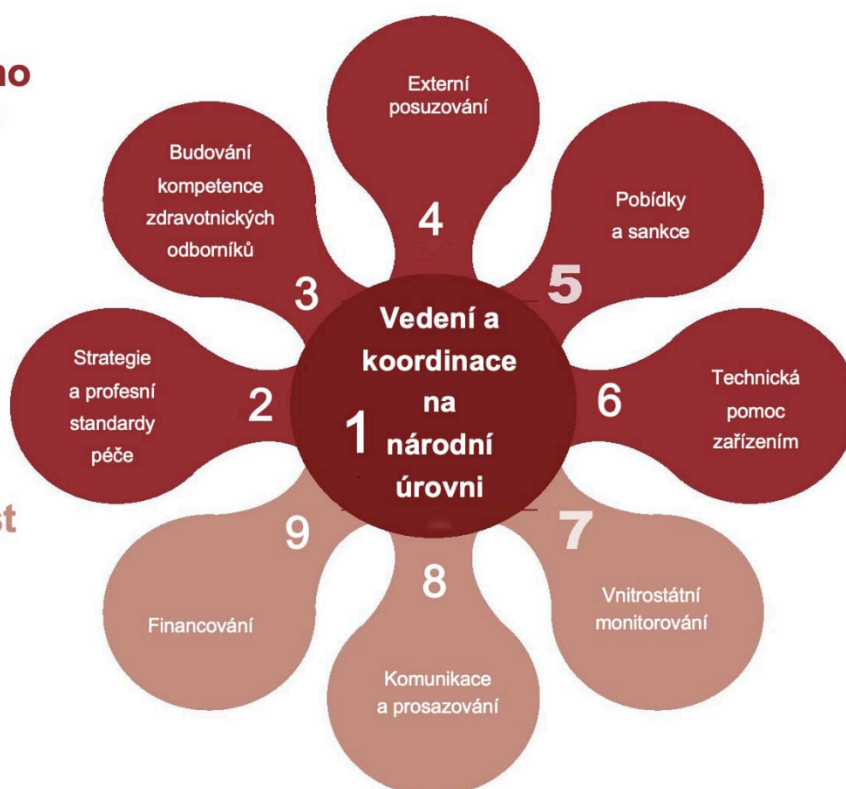 Externí
posuzování
4
Budování
kompetence
zdravotnických
odborníků
3
Pobídky
a sankce
5
Vedení a
koordinace
na
národní
úrovni
1
Strategie
a profesní
standardy
péče
2
Technická
pomoc
zařízením
6
9
Financování
8
Komunikace
a prosazování
7
Vnitrostátní
monitorování